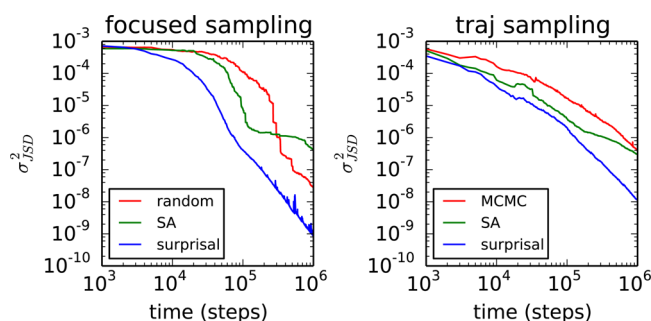 focused sampling
10^-3
10^-4
10^-5
10^-6
10^-7
10^-8
10^-9
10^-10
σ²_JSD
random
SA
surprisal
10^3
10^4
10^5
10^6
time (steps)
traj sampling
10^-3
10^-4
10^-5
10^-6
10^-7
10^-8
10^-9
10^-10
σ²_JSD
MCMC
SA
surprisal
10^3
10^4
10^5
10^6
time (steps)